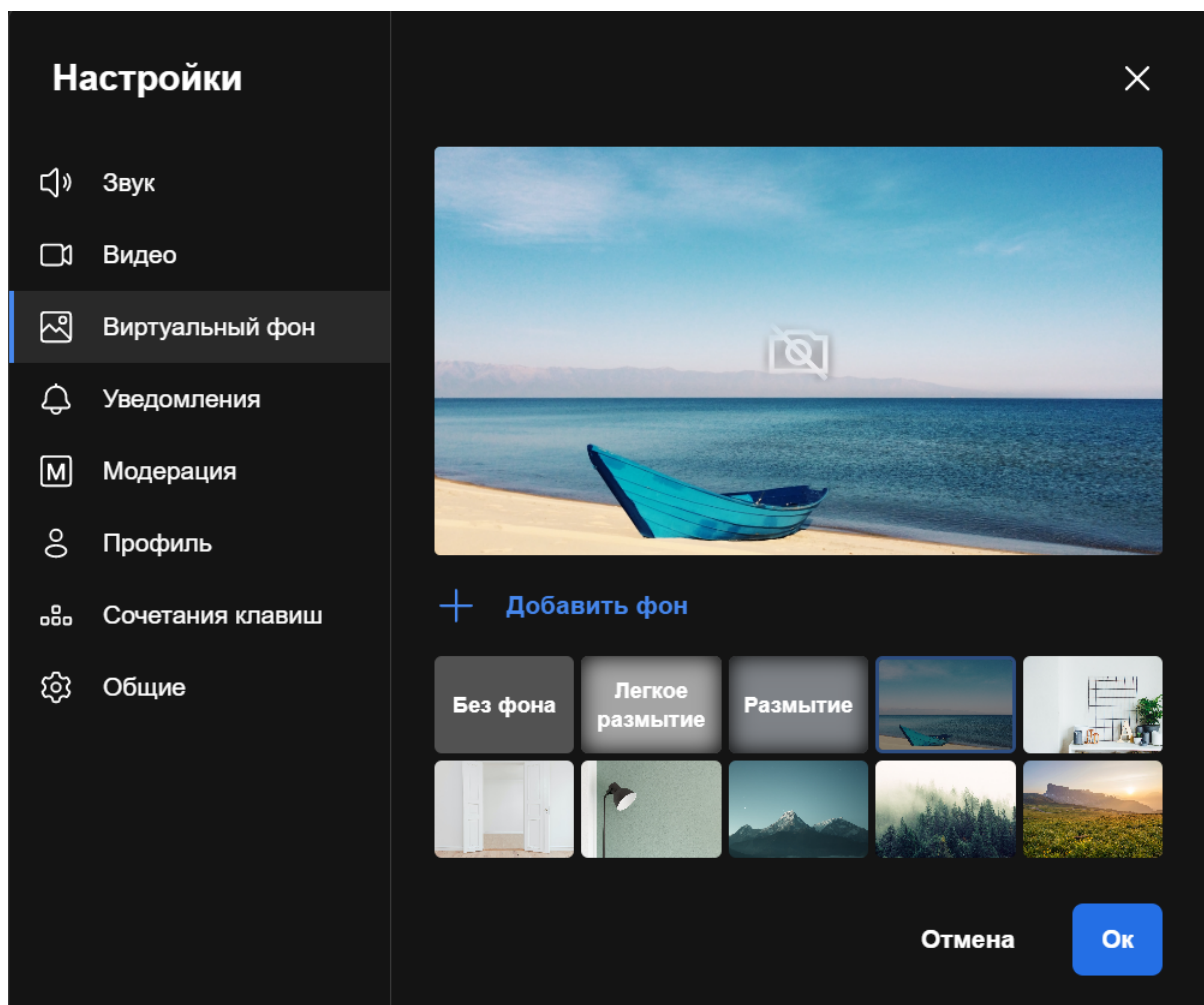 Настройки
Звук
Видео
Виртуальный фон
Уведомления
M Модерация
Профиль
Сочетания клавиш
Общие
Добавить фон
Без фона
Легкое
размытие
Размытие
Отмена
Ок